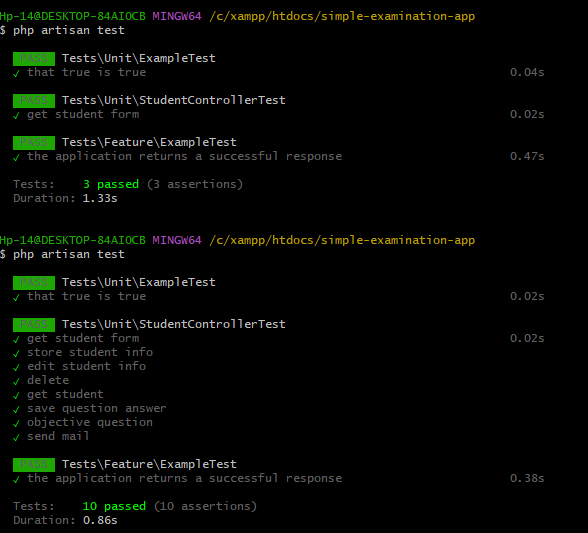 Hp-14@DESKTOP-84AIOCB MINGW64 /c/xampp/htdocs/simple-examination-app
$ php artisan test
PASS Tests\Unit\ExampleTest
✓ that true is true 0.04s
PASS Tests\Unit\StudentControllerTest
✓ get student form 0.02s
PASS Tests\Feature\ExampleTest
✓ the application returns a successful response 0.47s
Tests: 3 passed (3 assertions)
Duration: 1.33s
Hp-14@DESKTOP-84AIOCB MINGW64 /c/xampp/htdocs/simple-examination-app
$ php artisan test
PASS Tests\Unit\ExampleTest
✓ that true is true 0.02s
PASS Tests\Unit\StudentControllerTest
✓ get student form 0.02s
✓ store student info
✓ edit student info
✓ delete
✓ get student
✓ save question answer
✓ objective question
✓ send mail
PASS Tests\Feature\ExampleTest
✓ the application returns a successful response 0.38s
Tests: 10 passed (10 assertions)
Duration: 0.86s